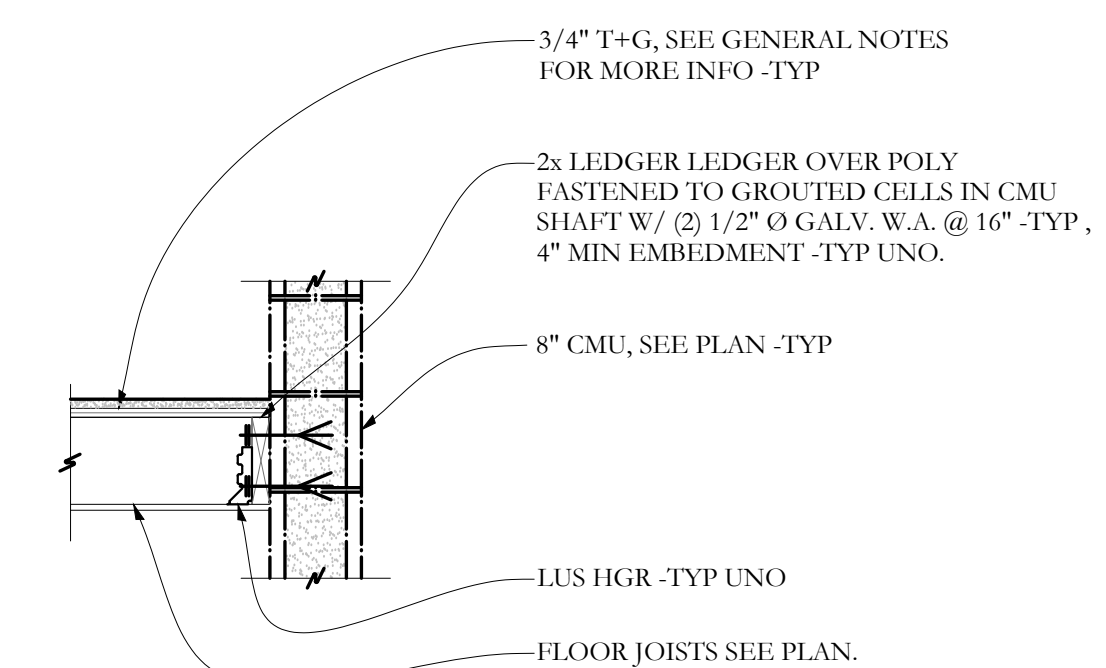 3/4" T+G, SEE GENERAL NOTES
FOR MORE INFO -TYP
2x LEDGER LEDGER OVER POLY
FASTENED TO GROUTED CELLS IN CMU
SHAFT W/ (2) 1/2" Ø GALV. W.A. @ 16" -TYP ,
4" MIN EMBEDMENT -TYP UNO.
8" CMU, SEE PLAN -TYP
LUS HGR -TYP UNO
FLOOR JOISTS SEE PLAN.